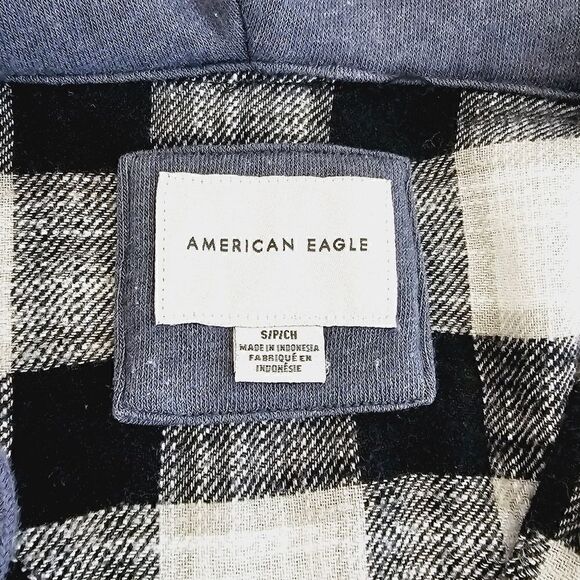 AMERICAN EAGLE
S/P/CH
MADE IN INDONESIA
FABRIQUÉ EN
INDONÉSIE